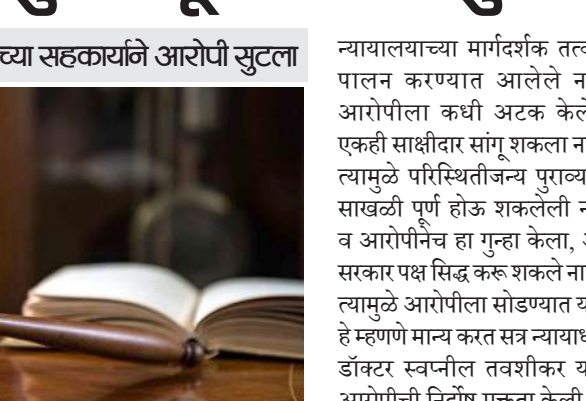 च्या सहकार्याने आरोपी सुटला
न्यायालयाच्या मार्गदर्शक
पालन करण्यात आलेले
आरोपीला कधी अटक
एकही साक्षीदार सांगू शकला
त्यामुळे परिस्थितीजन्य
साखळी पूर्ण होऊ शकलेली
व आरोपीनेच हा गुन्हा केला,
सरकार पक्ष सिद्ध करू शकले
त्यामुळे आरोपीला सोडण्यात
हे म्हणणे मान्य करत सत्र
डॉक्टर स्वप्नील तवशीकर
आरोपीची निर्दोष मुक्तता केली